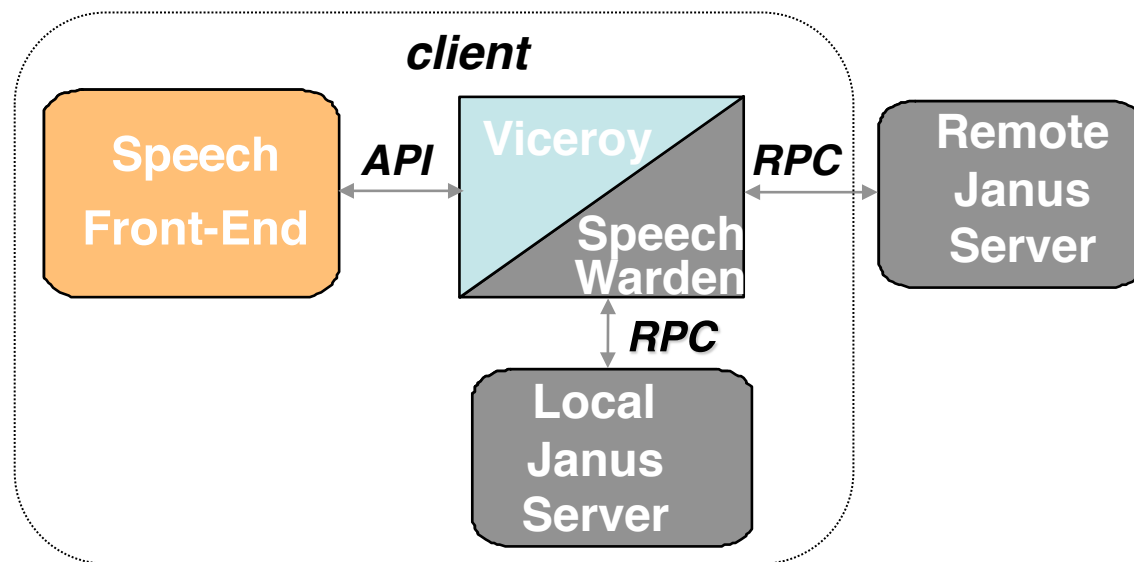 client
Speech
Front-End
API
Viceroy
Speech
Warden
RPC
Remote
Janus
Server
RPC
Local
Janus
Server